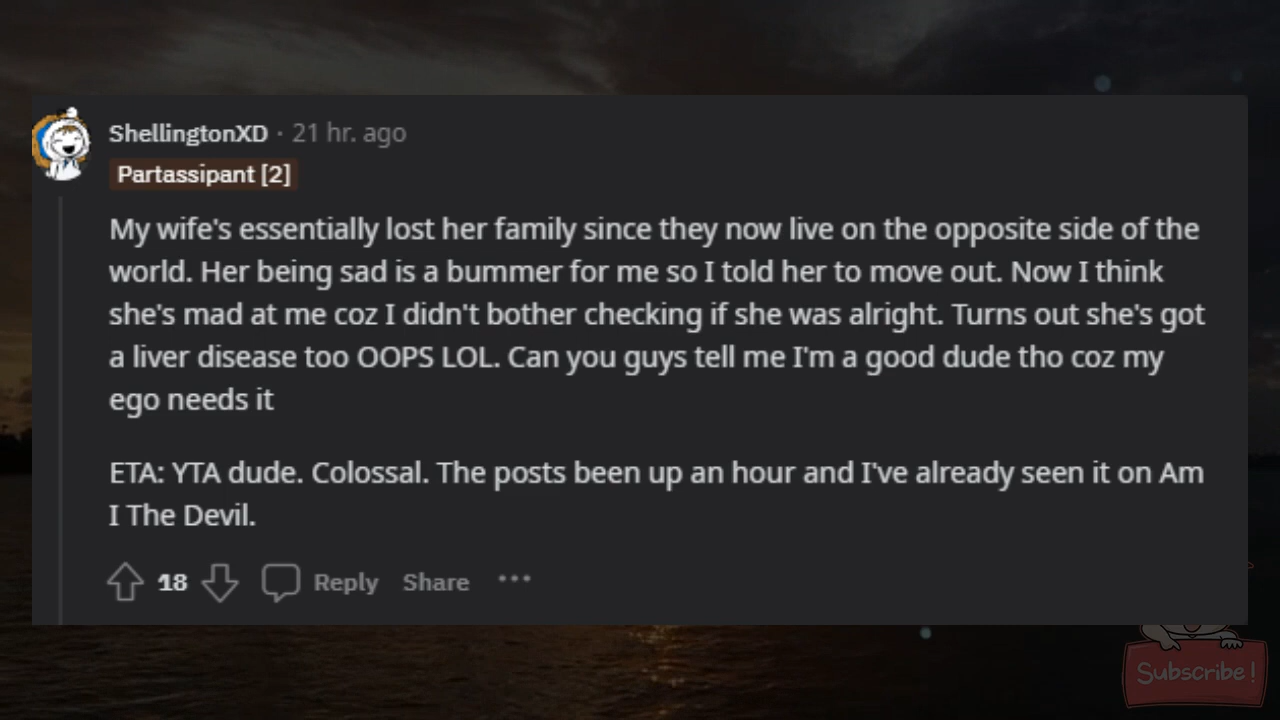 ShellingtonXD · 21 hr. ago
Partassipant [2]
My wife's essentially lost her family since they now live on the opposite side of the
world. Her being sad is a bummer for me so I told her to move out. Now I think
she's mad at me coz I didn't bother checking if she was alright. Turns out she's got
a liver disease too OOPS LOL. Can you guys tell me I'm a good dude tho coz my
ego needs it
ETA: YTA dude. Colossal. The posts been up an hour and I've already seen it on Am
I The Devil.
18 Reply Share ···
Subscribe!